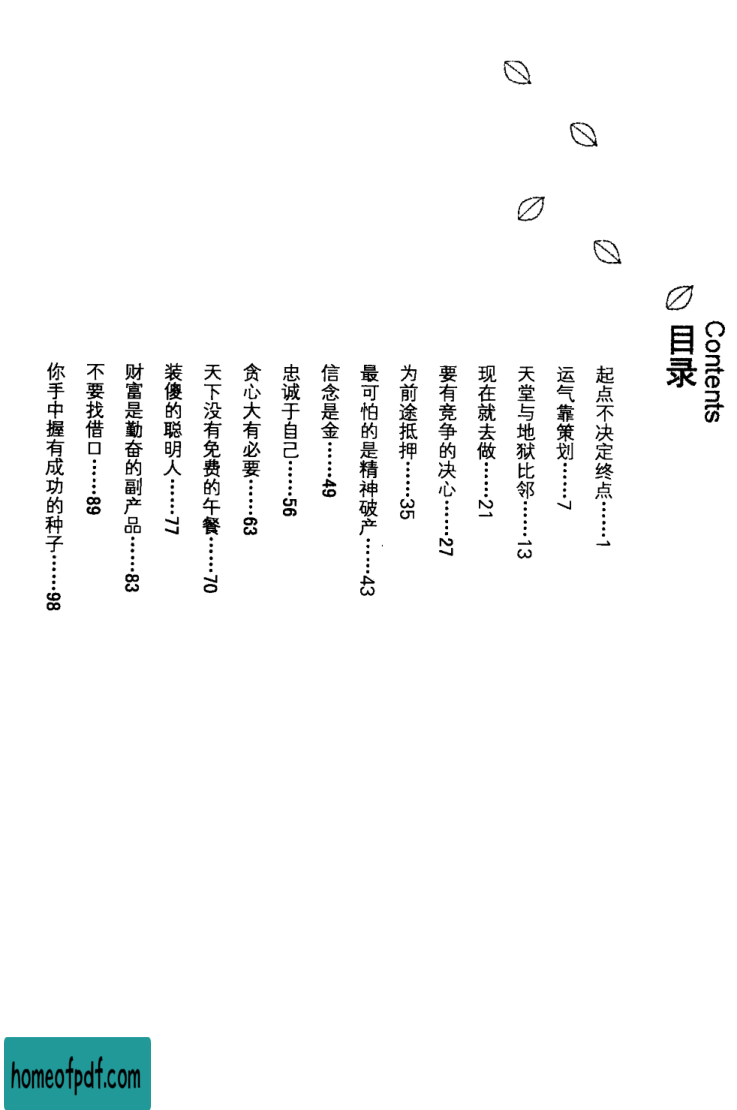 Contents
目录
起点不决定终点……1
运气靠策划……7
天堂与地狱比邻……13
现在就去做……21
要有竞争的决心……27
为前途抵押……35
最可怕的是精神破产……43
信念是金……49
忠诚于自己……56
贪心大有必要……63
天下没有免费的午餐……70
装傻的聪明人……77
财富是勤奋的副产品……83
不要找借口……89
你手中握有成功的种子……98
homeofpdf.com